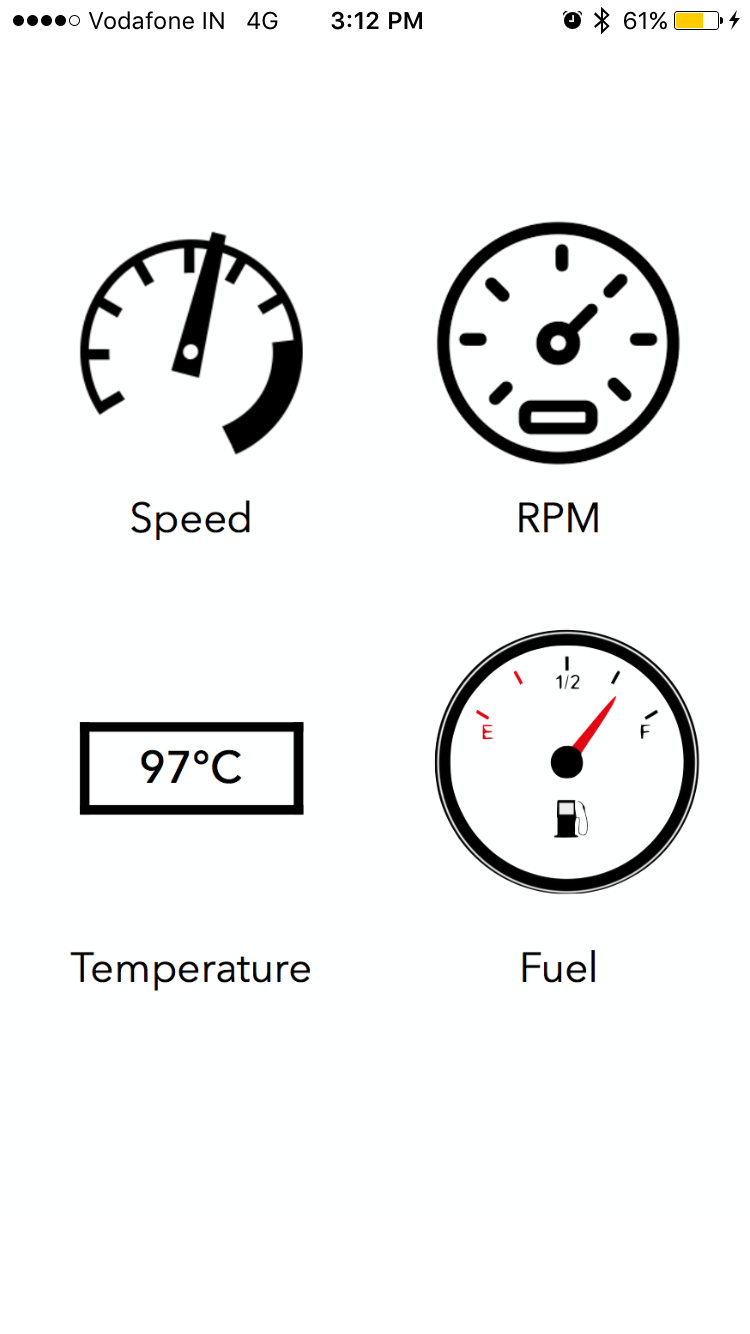 Vodafone IN 4G 3:12 PM 61%
Speed
RPM
1/2
E
F
97°C
Temperature
Fuel